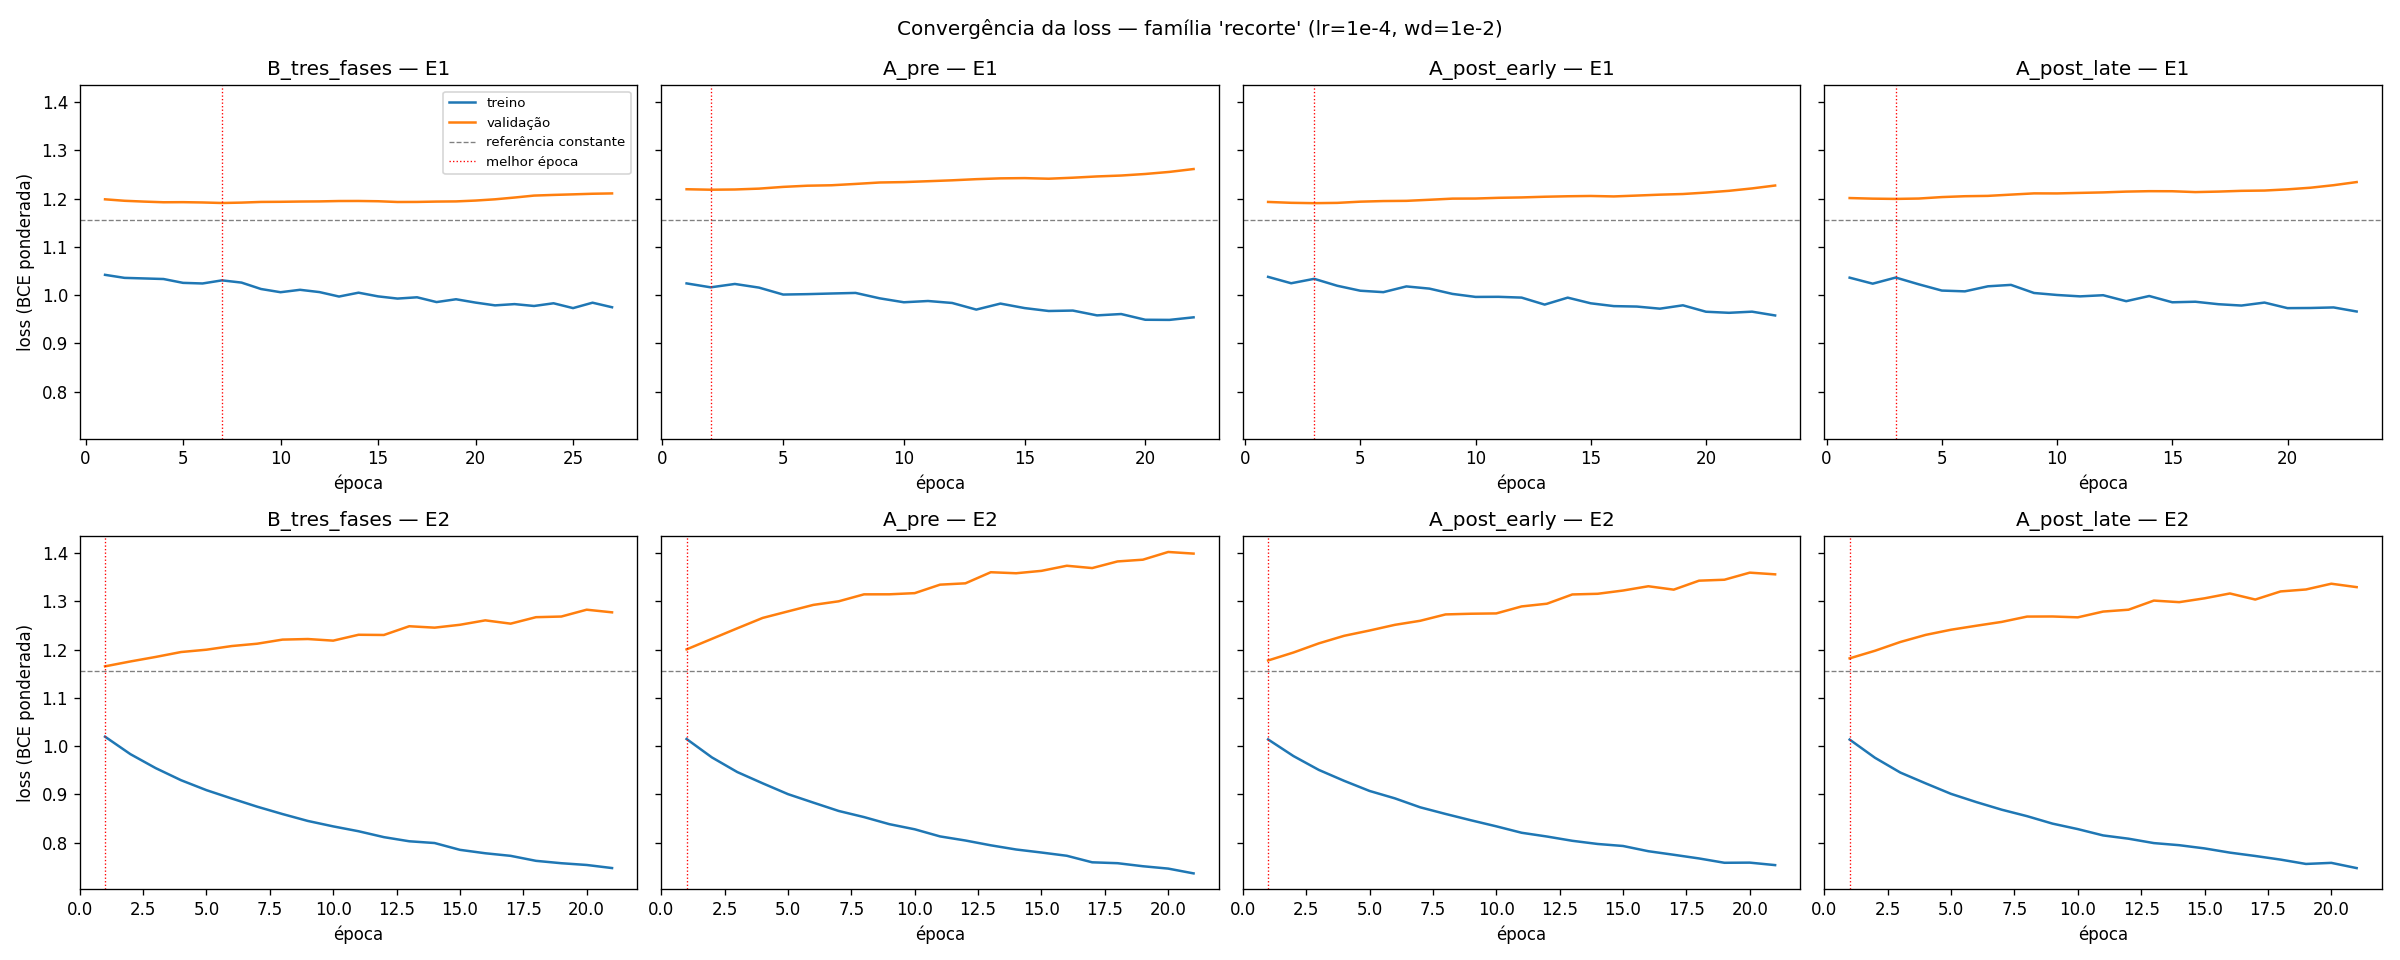 Convergência da loss — família 'recorte' (lr=1e-4, wd=1e-2)
B_tres_fases — E1
A_pre — E1
A_post_early — E1
A_post_late — E1
loss (BCE ponderada)
1.4
1.3
1.2
1.1
1.0
0.9
0.8
treino
validação
referência constante
melhor época
0 5 10 15 20 25
0 5 10 15 20
0 5 10 15 20
0 5 10 15 20
época
época
época
época
B_tres_fases — E2
A_pre — E2
A_post_early — E2
A_post_late — E2
loss (BCE ponderada)
1.4
1.3
1.2
1.1
1.0
0.9
0.8
0.0 2.5 5.0 7.5 10.0 12.5 15.0 17.5 20.0
0.0 2.5 5.0 7.5 10.0 12.5 15.0 17.5 20.0
0.0 2.5 5.0 7.5 10.0 12.5 15.0 17.5 20.0
0.0 2.5 5.0 7.5 10.0 12.5 15.0 17.5 20.0
época
época
época
época